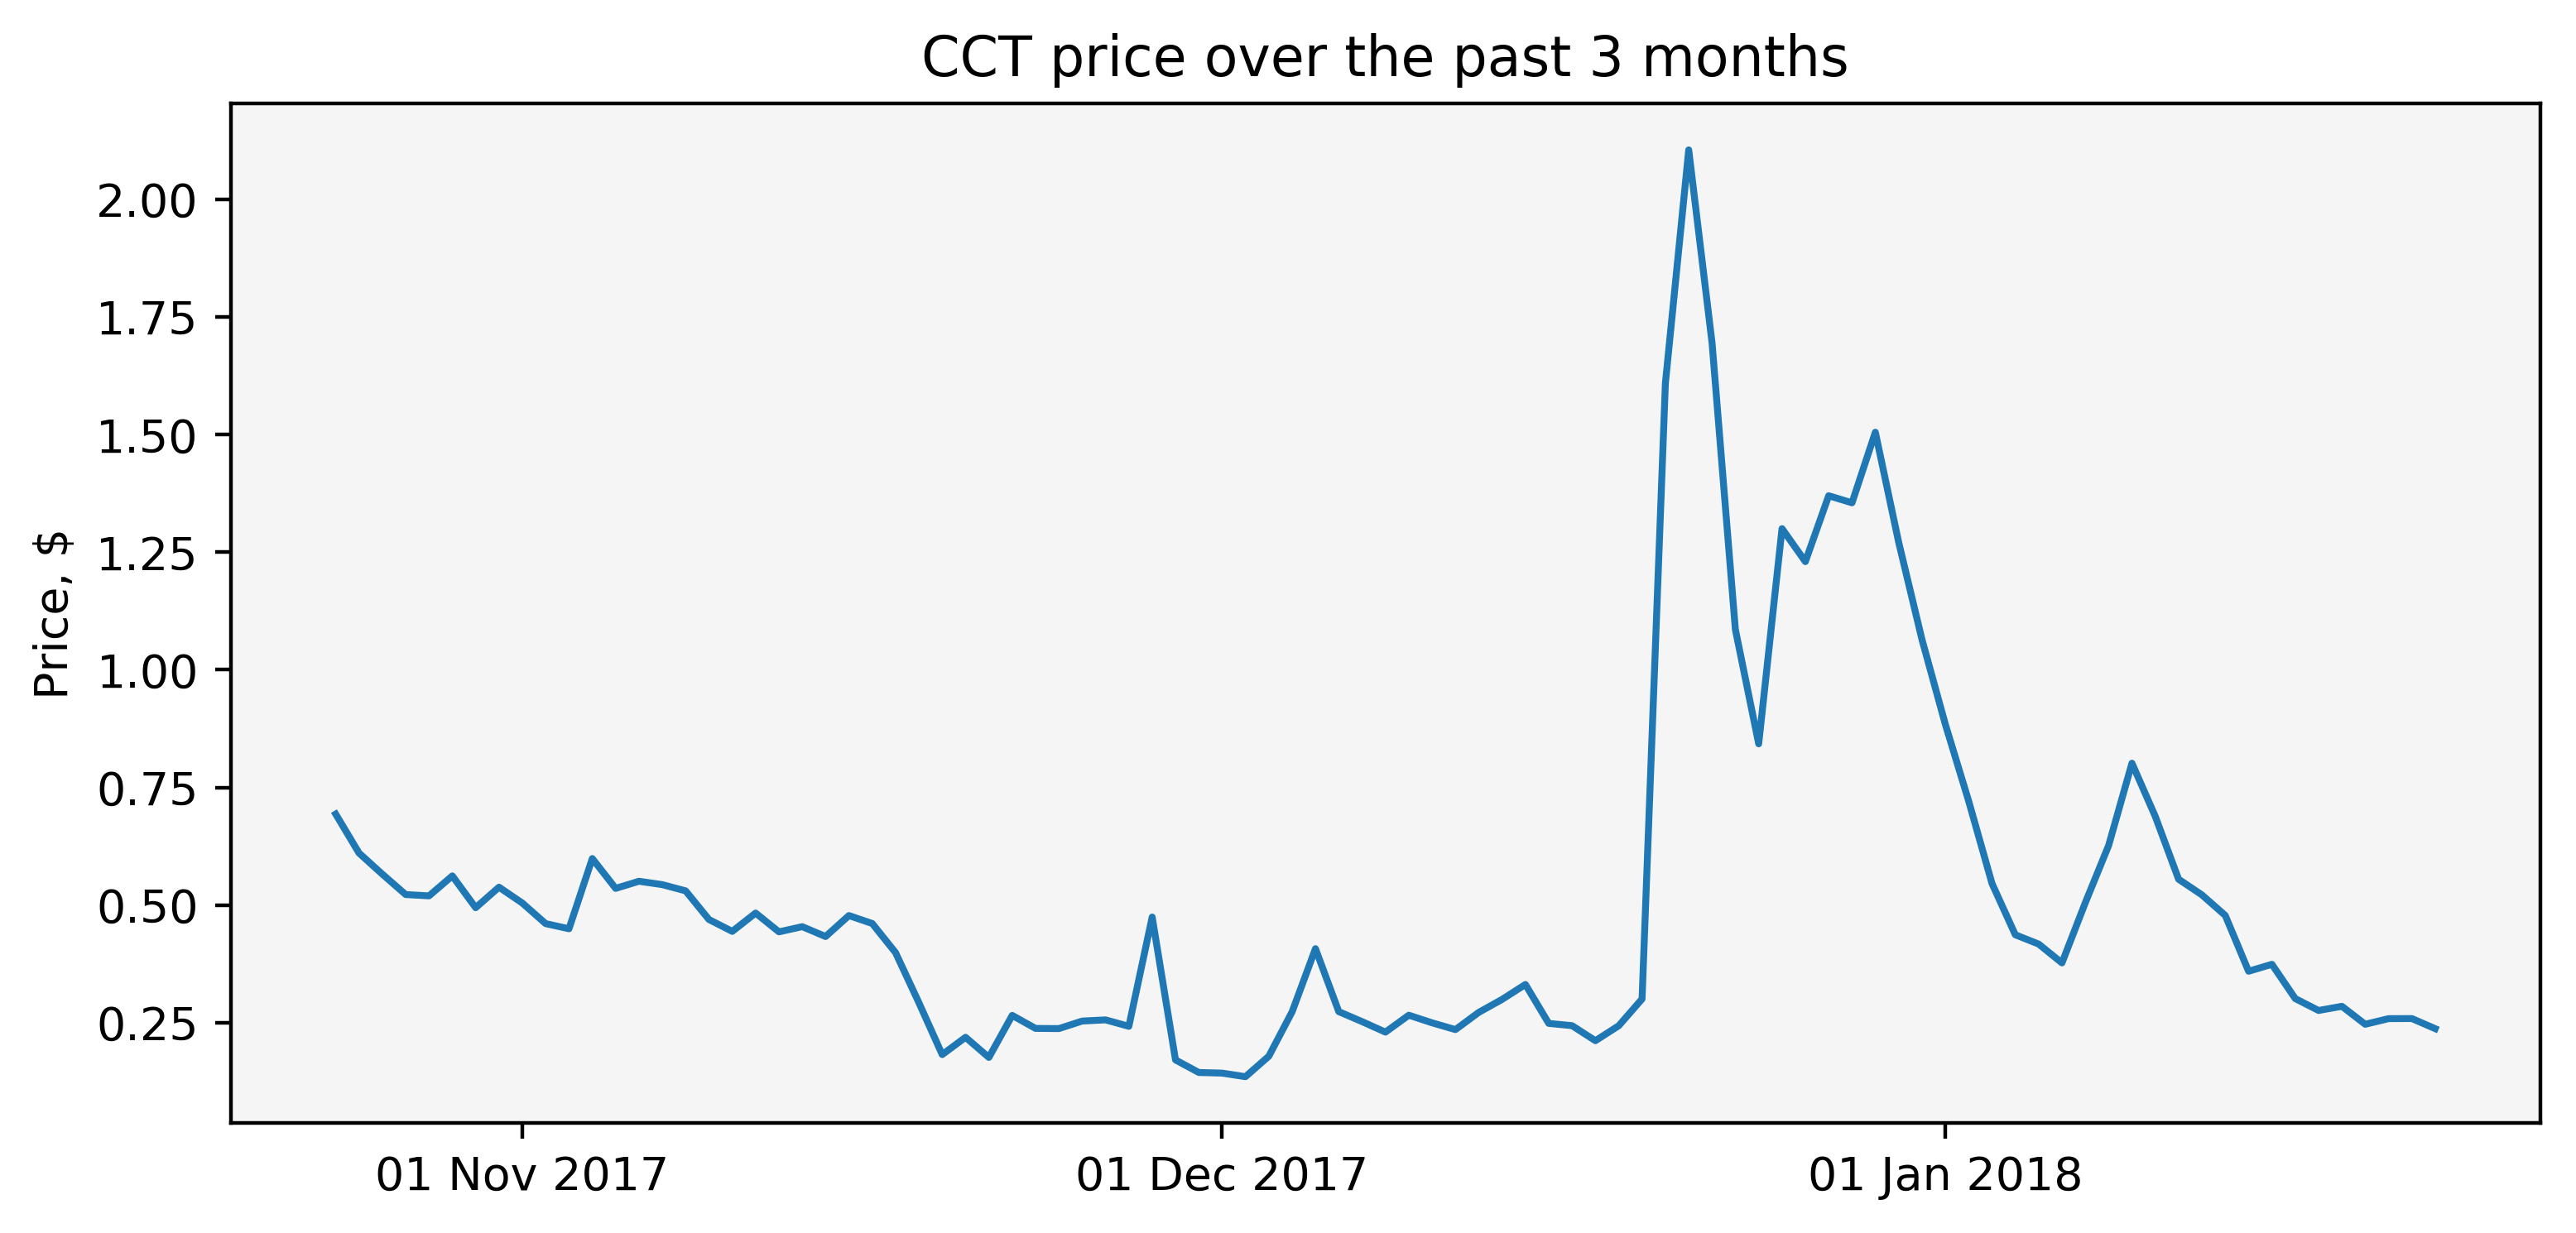 CCT price over the past 3 months
Price, $
2.00
1.75
1.50
1.25
1.00
0.75
0.50
0.25
01 Nov 2017
01 Dec 2017
01 Jan 2018